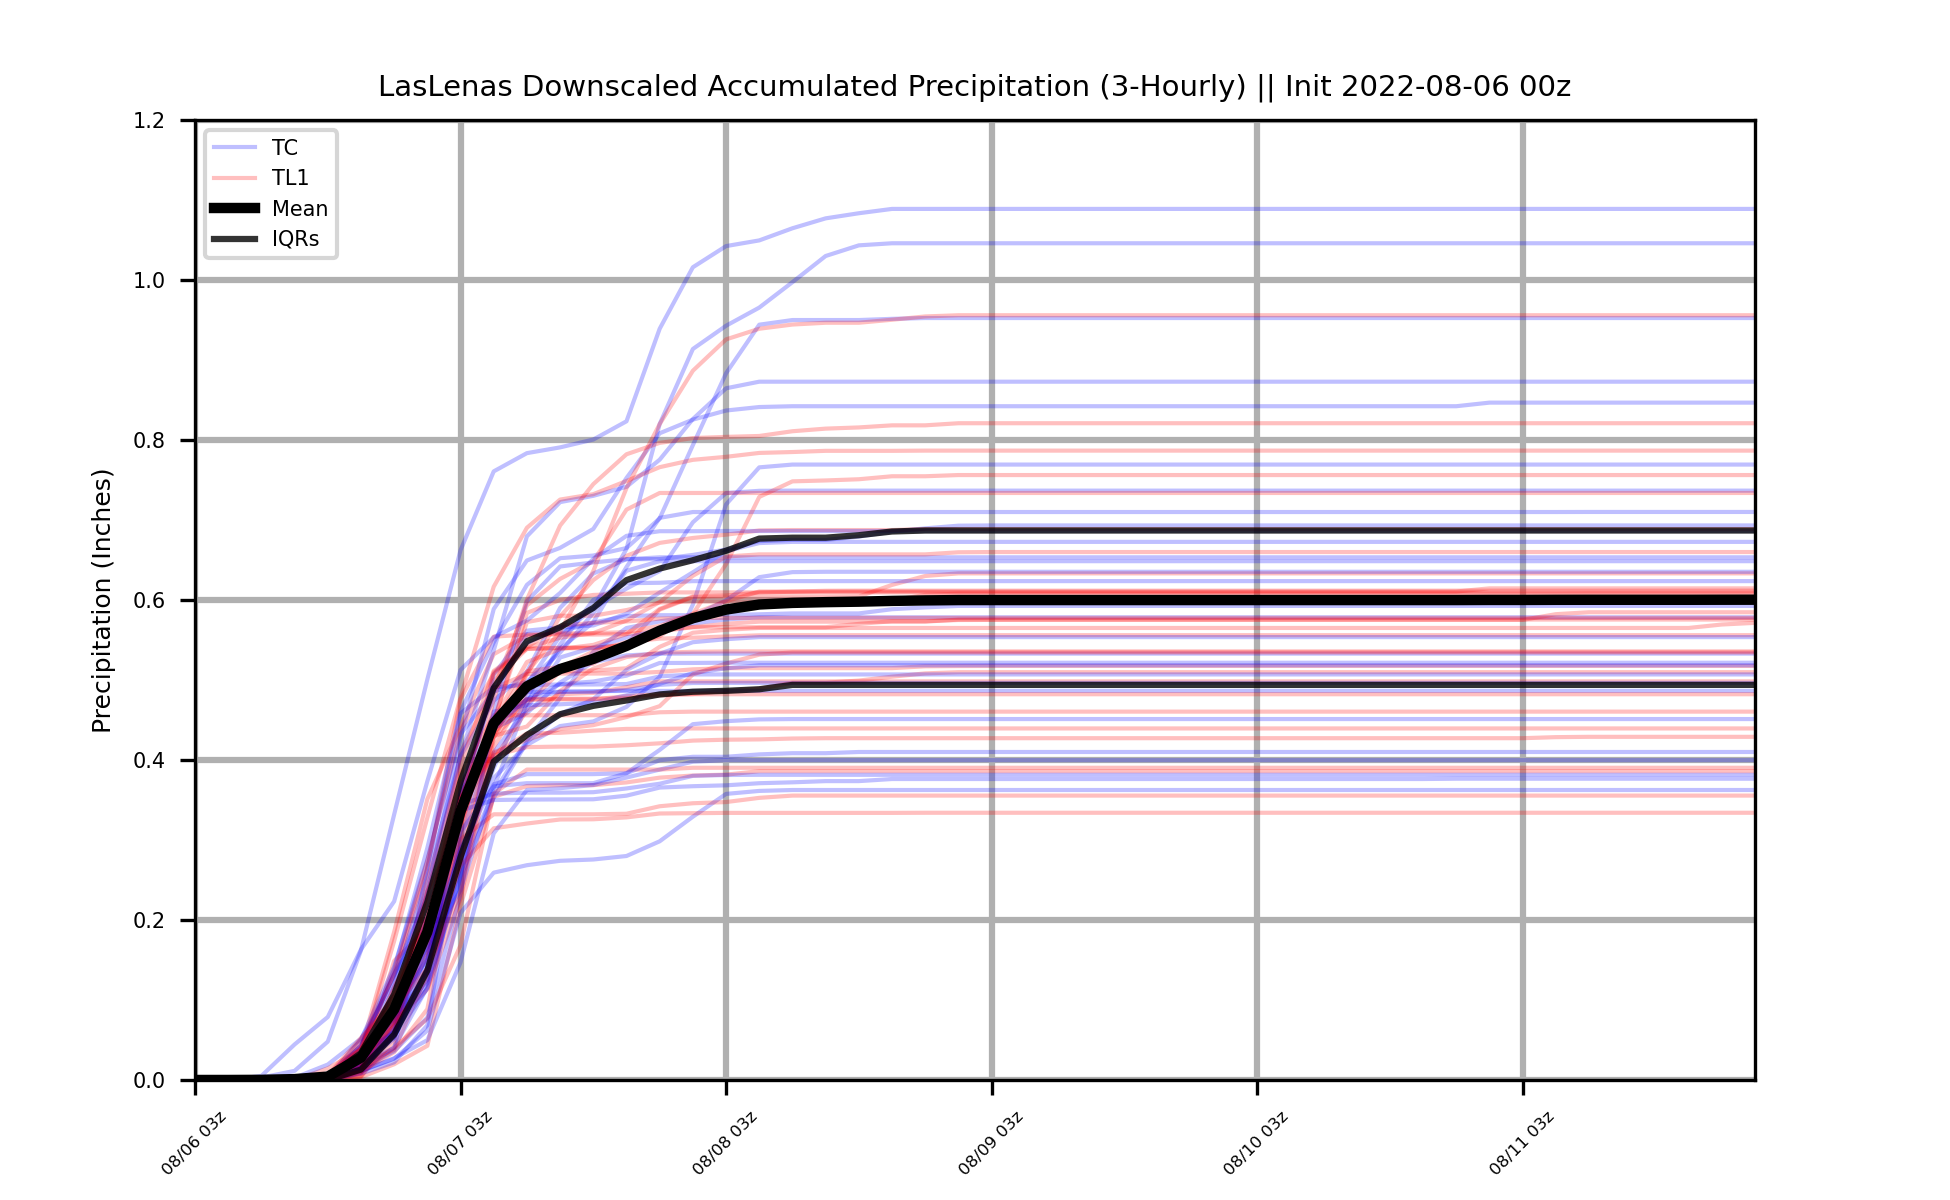 LasLenas Downscaled Accumulated Precipitation (3-Hourly) || Init 2022-08-06 00z
Precipitation (Inches)
1.2
1.0
0.8
0.6
0.4
0.2
0.0
TC
TL1
Mean
IQRs
08/06 03z
08/07 03z
08/08 03z
08/09 03z
08/10 03z
08/11 03z